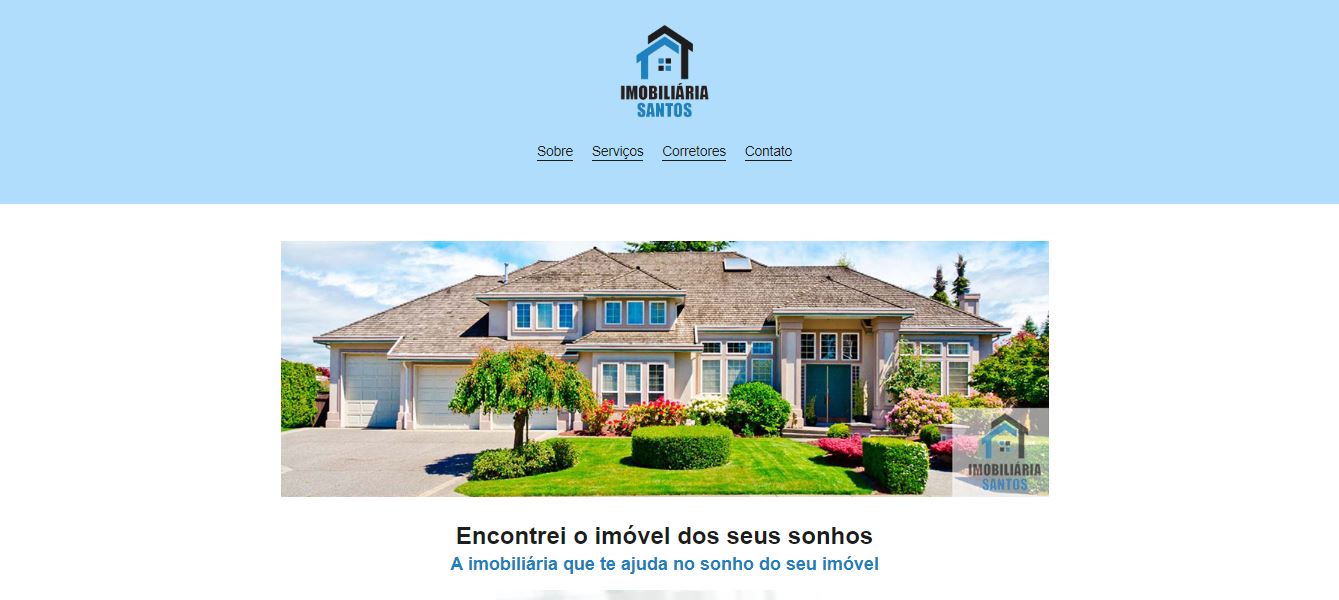 IMOBILIÁRIA
SANTOS
Sobre Serviços Corretores Contato
IMOBILIÁRIA
SANTOS
Encontrei o imóvel dos seus sonhos
A imobiliária que te ajuda no sonho do seu imóvel